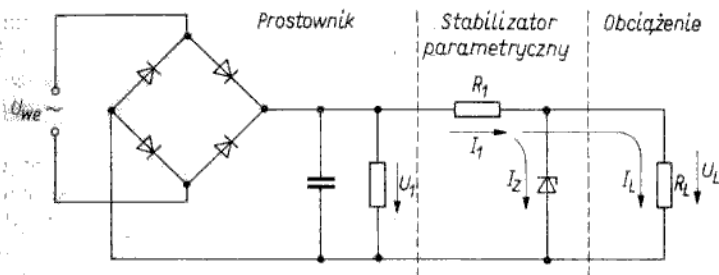 Prostownik
Stabilizator
parametryczny
Obciążenie
U_we
~
R_1
I_1
U_1
I_Z
I_L
R_L
U_L